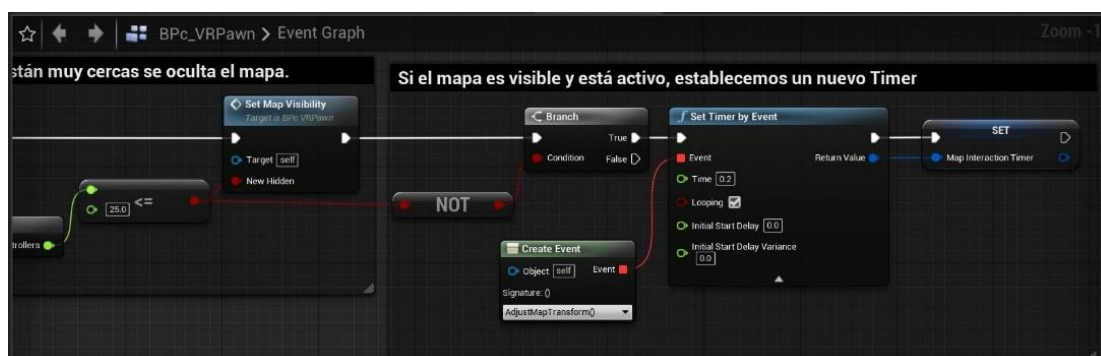 BPc_VRPawn > Event Graph
Zoom -1
stán muy cercas se oculta el mapa.
Si el mapa es visible y está activo, establecemos un nuevo Timer
Set Map Visibility
Target is BPc VRPawn
Target self
New Hidden
25.0 <=
trollers
NOT
Branch
True
Condition False
Create Event
Object self Event
Signature: ()
AdjustMapTransform()
f Set Timer by Event
Event Return Value
Time 0.2
Looping
Initial Start Delay 0.0
Initial Start Delay Variance
0.0
SET
Map Interaction Timer